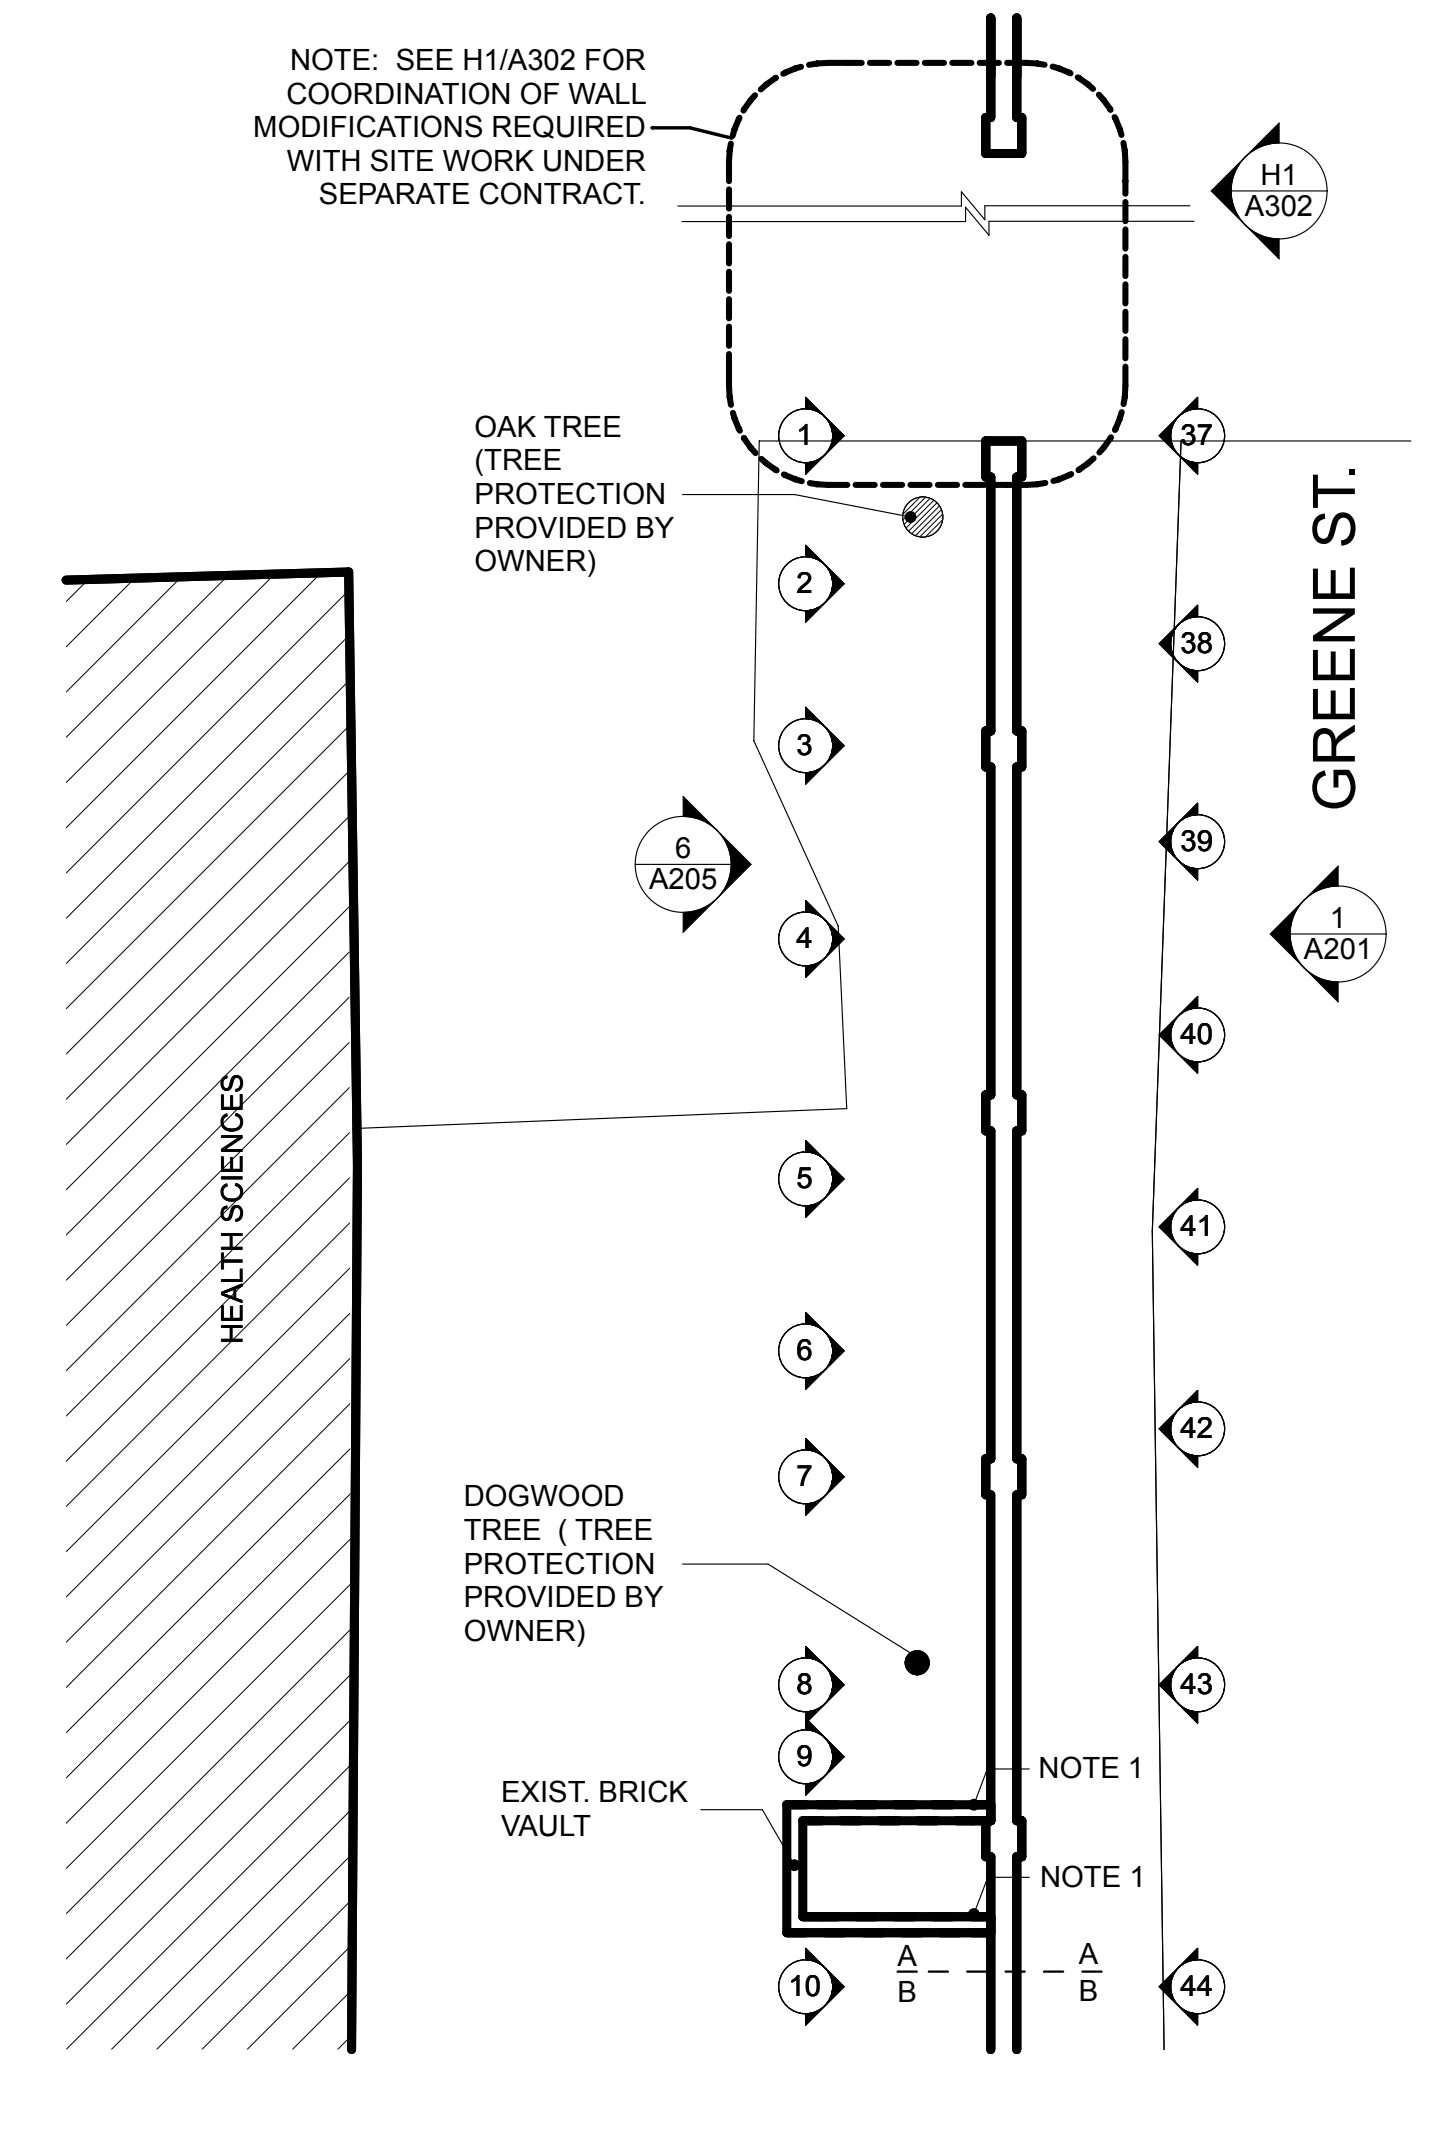 NOTE:  SEE H1/A302 FOR
COORDINATION OF WALL
MODIFICATIONS REQUIRED
WITH SITE WORK UNDER
SEPARATE CONTRACT.
H1
A302
OAK TREE
(TREE
PROTECTION
PROVIDED BY
OWNER)
1
37
GREENE ST.
2
38
3
39
6
A205
4
1
A201
40
HEALTH SCIENCES
5
41
6
42
7
DOGWOOD
TREE  ( TREE
PROTECTION
PROVIDED BY
OWNER)
8
43
9
NOTE 1
EXIST. BRICK
VAULT
NOTE 1
10
A
B
A
B
44